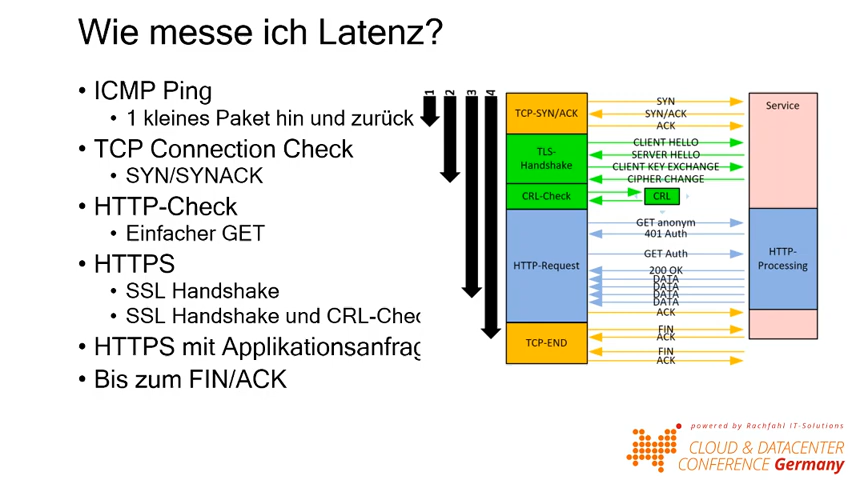 Wie messe ich Latenz?
• ICMP Ping
• 1 kleines Paket hin und zurück
• TCP Connection Check
• SYN/SYNACK
• HTTP-Check
• Einfacher GET
• HTTPS
• SSL Handshake
• SSL Handshake und CRL-Chec
• HTTPS mit Applikationsanfrag
• Bis zum FIN/ACK
1 2 3 4
TCP-SYN/ACK
TLS-
Handshake
CRL-Check
HTTP-Request
TCP-END
SYN
SYN/ACK
ACK
CLIENT HELLO
SERVER HELLO
CLIENT KEY EXCHANGE
CIPHER CHANGE
CRL
GET anonym
401 Auth
GET Auth
200 OK
DATA
DATA
DATA
DATA
ACK
FIN
ACK
FIN
ACK
Service
HTTP-
Processing
powered by Rachfahl IT-Solutions
CLOUD & DATACENTER
CONFERENCE Germany